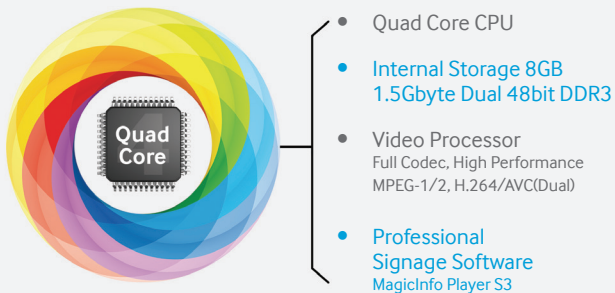 Quad
Core
Quad Core CPU
Internal Storage 8GB
1.5Gbyte Dual 48bit DDR3
Video Processor
Full Codec, High Performance
MPEG-1/2, H.264/AVC(Dual)
Professional
Signage Software
MagicInfo Player S3